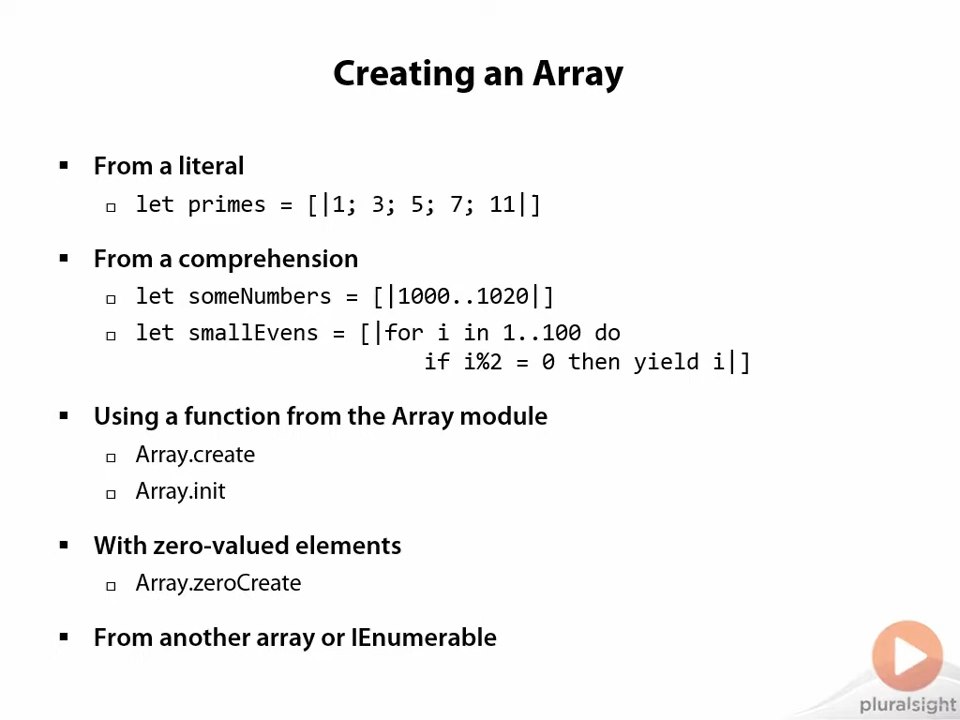 Creating an Array
From a literal
let primes = [|1; 3; 5; 7; 11|]
From a comprehension
let someNumbers = [|1000..1020|]
let smallEvens = [|for i in 1..100 do
if i%2 = 0 then yield i|]
Using a function from the Array module
Array.create
Array.init
With zero-valued elements
Array.zeroCreate
From another array or IEnumerable
pluralsight